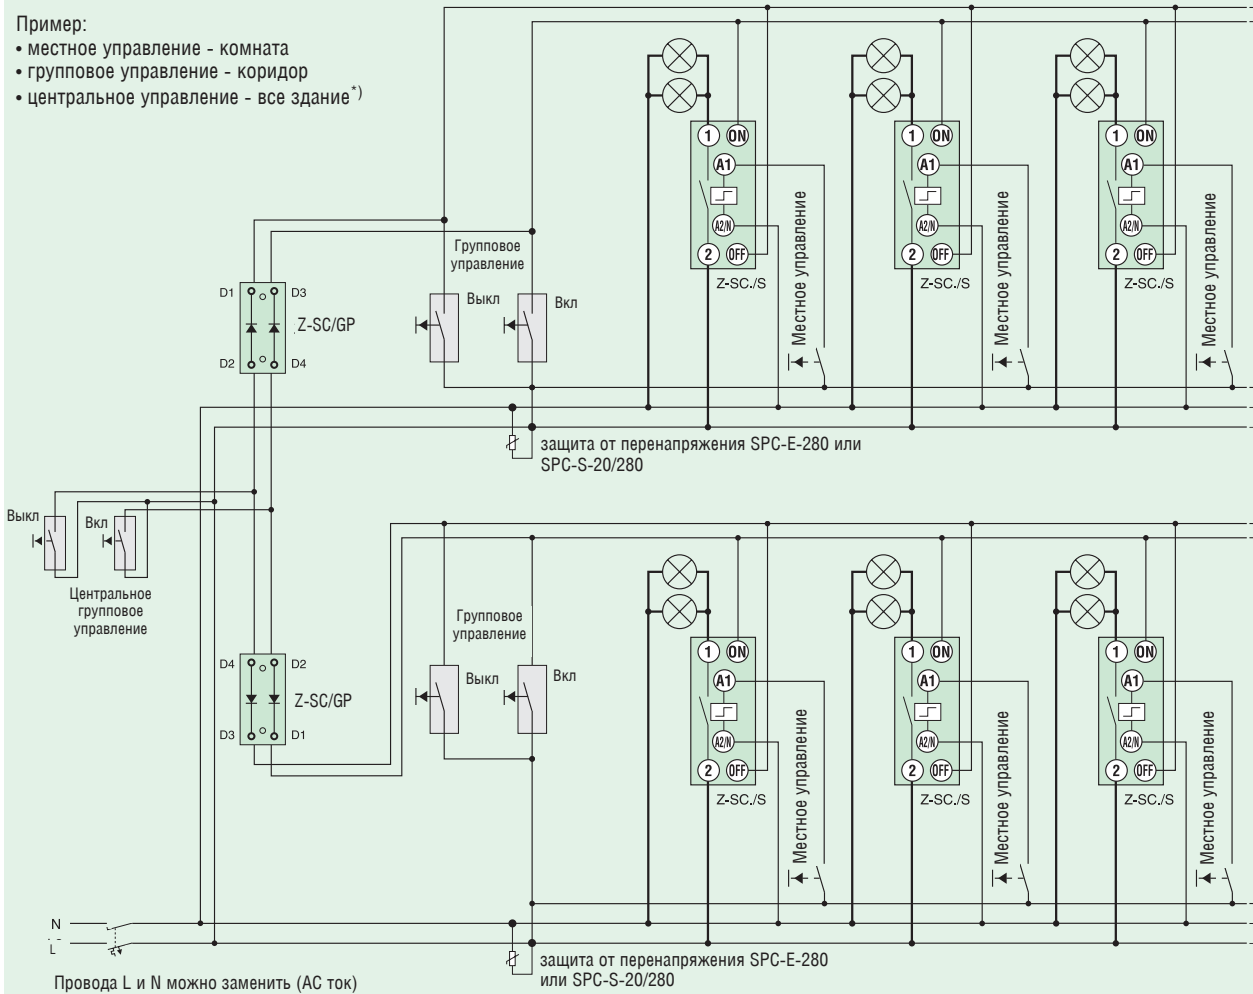 Пример:
• местное управление - комната
• групповое управление - коридор
• центральное управление - все здание*)
1 ON
A1
A2/N
2 OFF
Z-SC./S
Местное управление
1 ON
A1
A2/N
2 OFF
Z-SC./S
Местное управление
1 ON
A1
A2/N
2 OFF
Z-SC./S
Местное управление
Групповое
управление
Выкл
Вкл
D1 D3
Z-SC/GP
D2 D4
защита от перенапряжения SPC-E-280 или
SPC-S-20/280
Выкл
Вкл
Центральное
групповое
управление
Групповое
управление
Выкл
Вкл
D4 D2
Z-SC/GP
D3 D1
1 ON
A1
A2/N
2 OFF
Z-SC./S
Местное управление
1 ON
A1
A2/N
2 OFF
Z-SC./S
Местное управление
1 ON
A1
A2/N
2 OFF
Z-SC./S
Местное управление
N
L
защита от перенапряжения SPC-E-280
или SPC-S-20/280
Провода L и N можно заменить (АС ток)